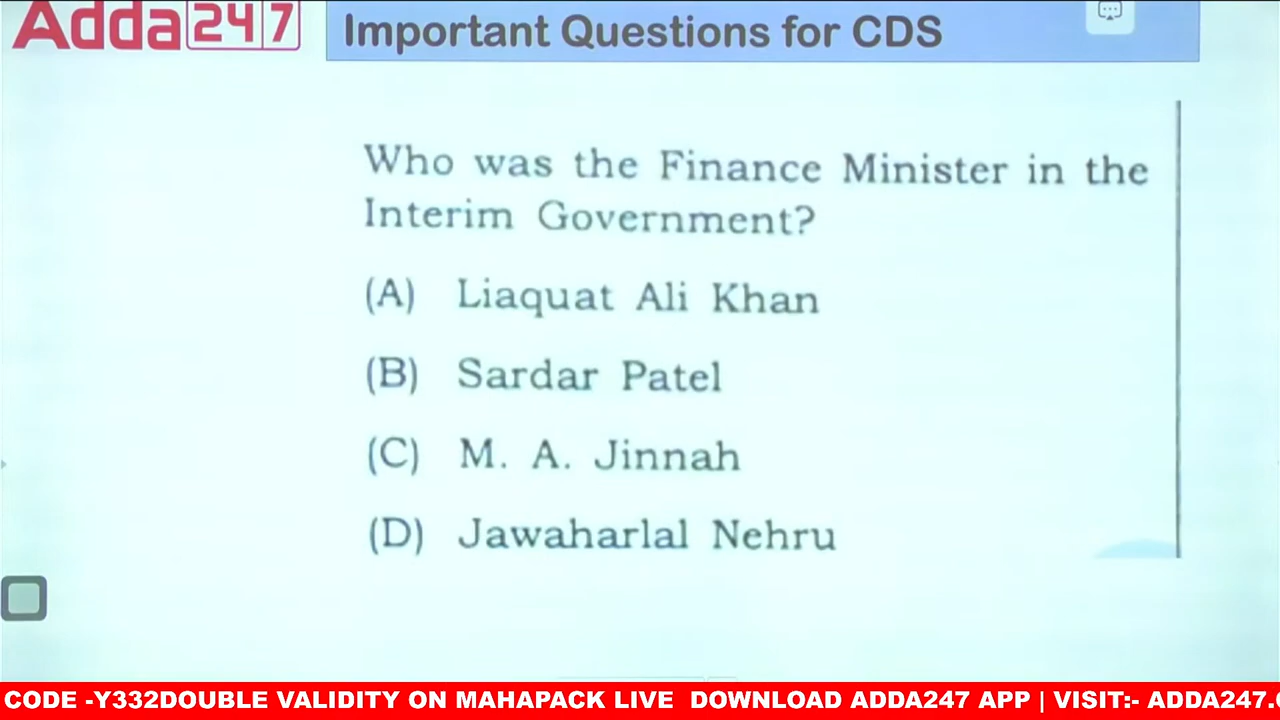 Adda247
Important Questions for CDS
Who was the Finance Minister in the
Interim Government?
(A) Liaquat Ali Khan
(B) Sardar Patel
(C) M. A. Jinnah
(D) Jawaharlal Nehru
CODE -Y332DOUBLE VALIDITY ON MAHAPACK LIVE DOWNLOAD ADDA247 APP | VISIT:- ADDA247.